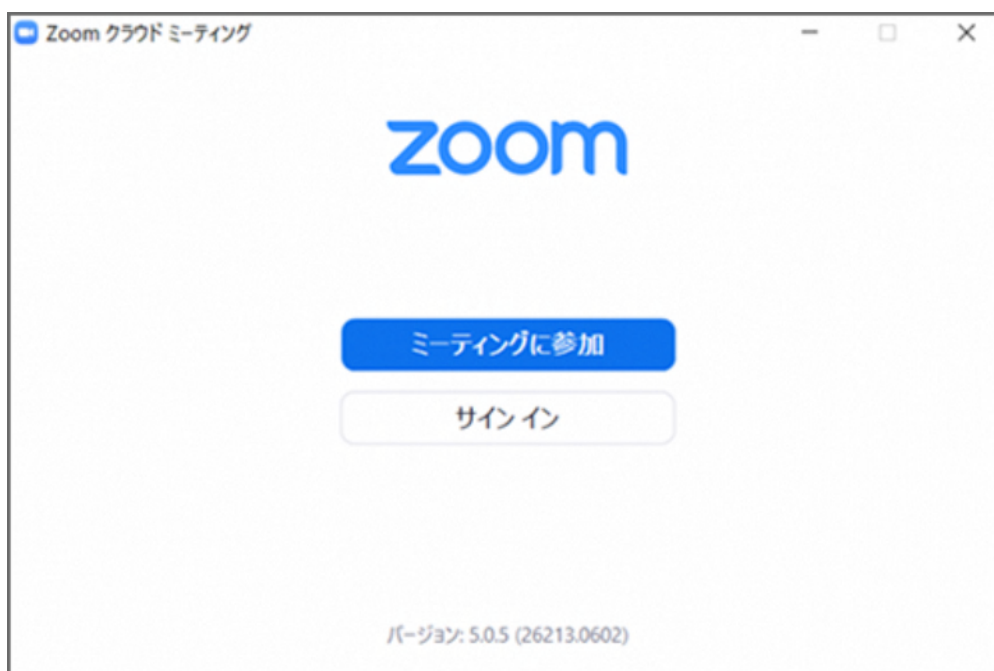 Zoom クラウド ミーティング
zoom
ミーティングに参加
サイン イン
バージョン: 5.0.5 (26213.0602)